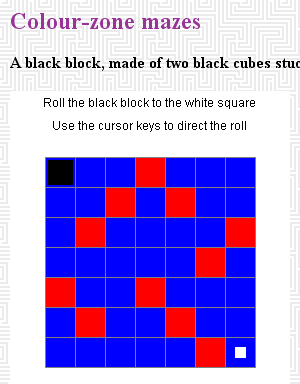 Colour-zone mazes
A black block, made of two black cubes stuc
Roll the black block to the white square
Use the cursor keys to direct the roll